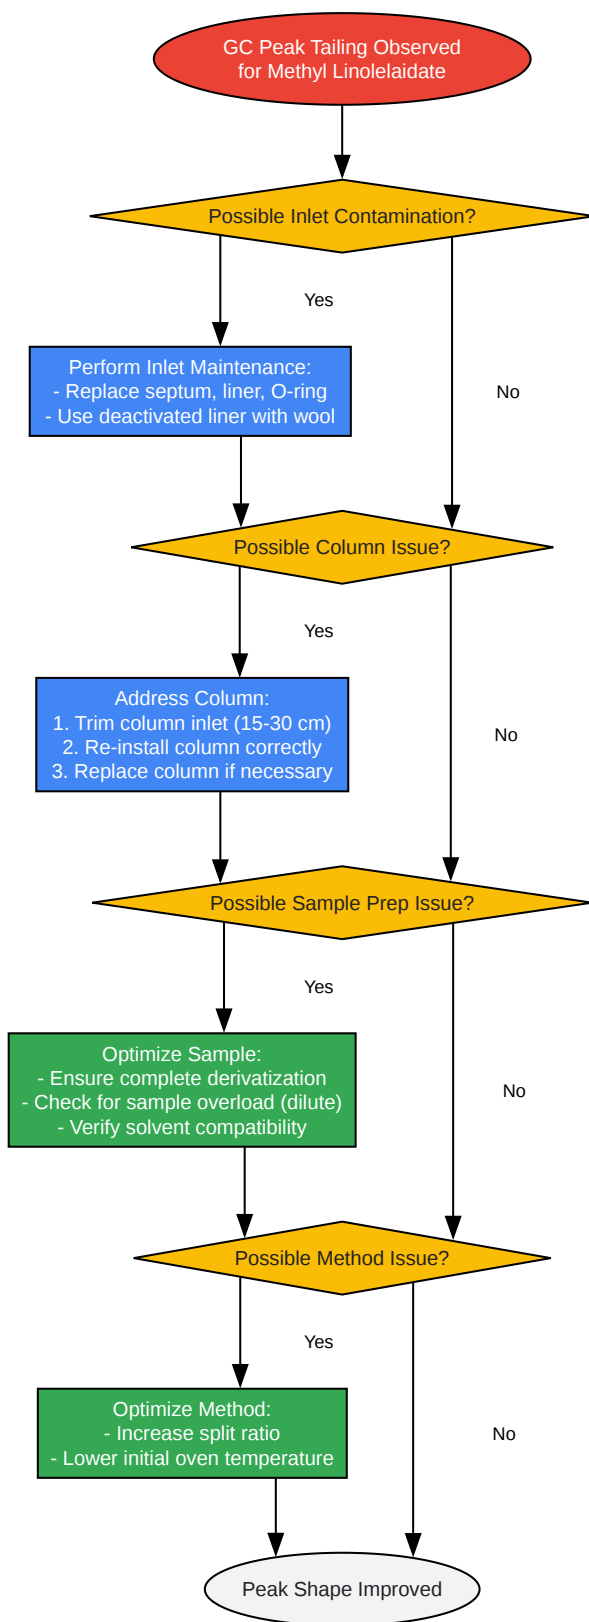 GC Peak Tailing Observed
for Methyl Linolelaidate
Possible Inlet Contamination?
Yes
Perform Inlet Maintenance:
- Replace septum, liner, O-ring
- Use deactivated liner with wool
No
Possible Column Issue?
Yes
Address Column:
1. Trim column inlet (15-30 cm)
2. Re-install column correctly
3. Replace column if necessary
No
Possible Sample Prep Issue?
Yes
Optimize Sample:
- Ensure complete derivatization
- Check for sample overload (dilute)
- Verify solvent compatibility
No
Possible Method Issue?
Yes
Optimize Method:
- Increase split ratio
- Lower initial oven temperature
No
Peak Shape Improved